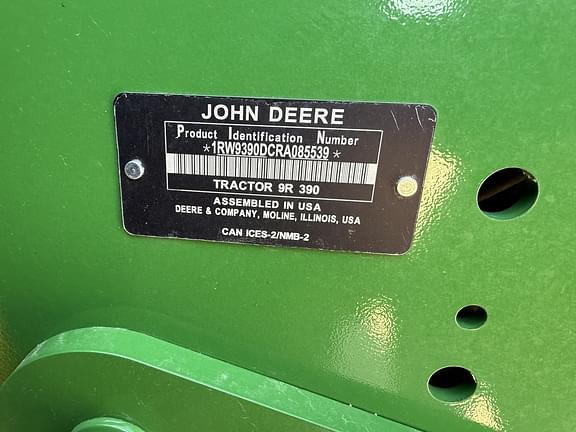 JOHN DEERE
Product Identification Number
*1RW9390DCRA085539*
TRACTOR 9R 390
ASSEMBLED IN USA
DEERE & COMPANY, MOLINE, ILLINOIS, USA
CAN ICES-2/NMB-2